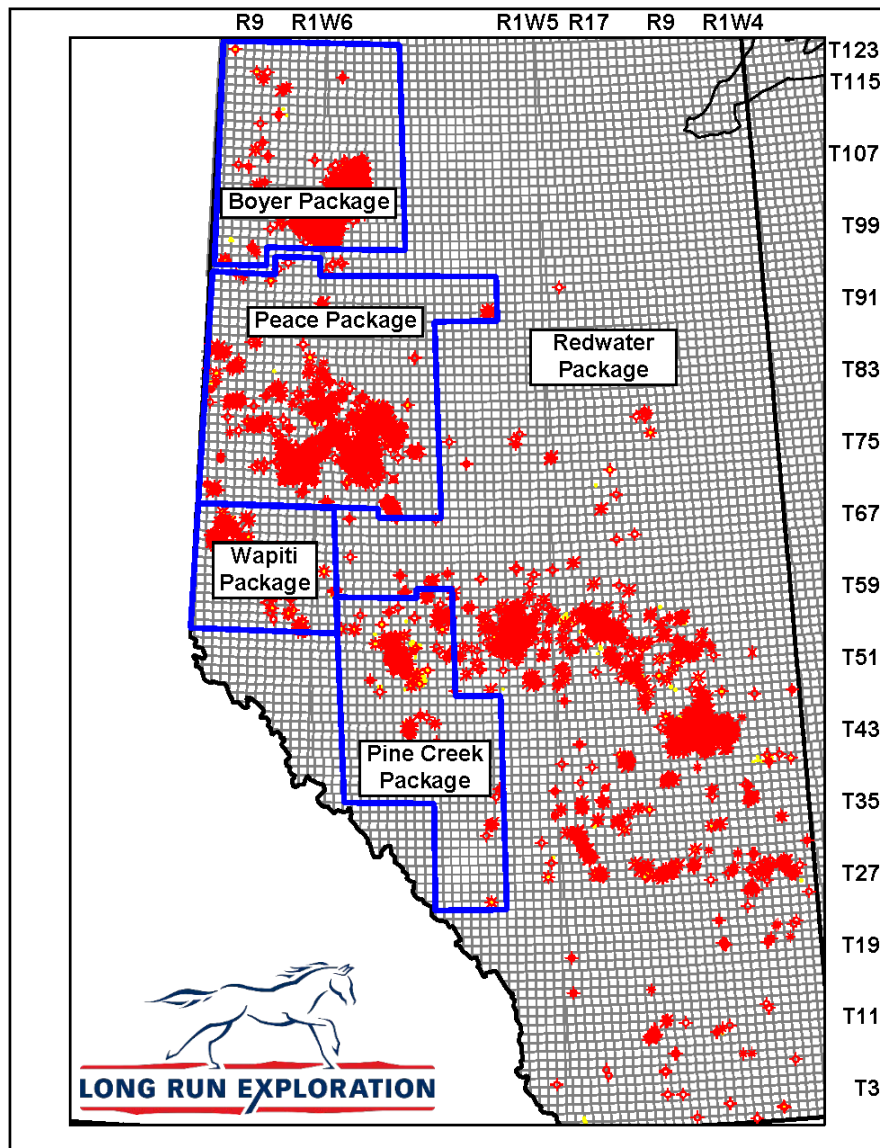 R9 R1W6 R1W5 R17 R9 R1W4
T123
T115
T107
Boyer Package
T99
T91
Peace Package
Redwater
Package
T83
T75
T67
Wapiti
Package
T59
T51
T43
Pine Creek
Package
T35
T27
T19
T11
T3
LONG RUN EXPLORATION